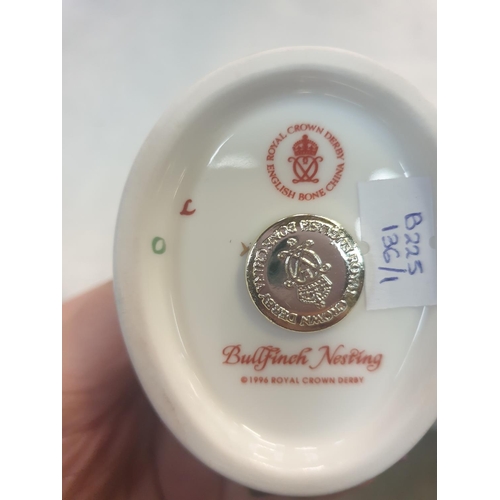 ROYAL CROWN DERBY
ENGLISH BONE CHINA
L
O
B225
136/1
Bullfinch Nesting
© 1996 ROYAL CROWN DERBY